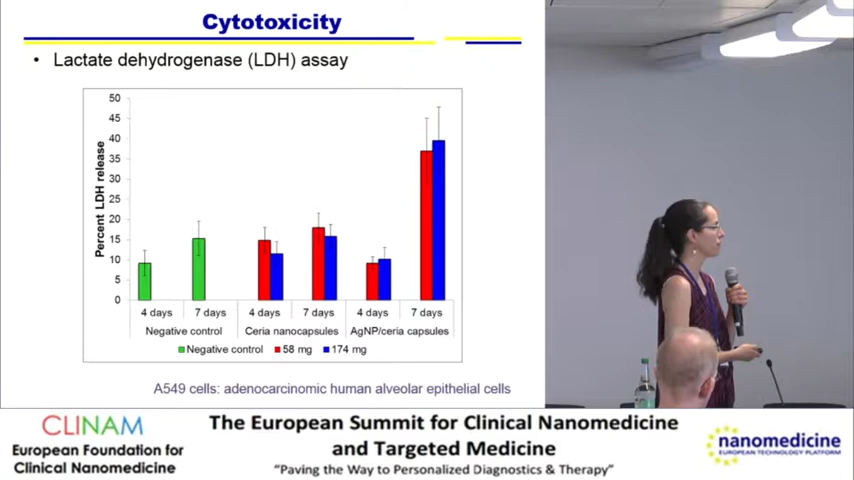 Cytotoxicity
• Lactate dehydrogenase (LDH) assay
50
45
40
35
30
25
20
15
10
5
0
Percent LDH release
4 days 7 days 4 days 7 days 4 days 7 days
Negative control Ceria nanocapsules AgNP/ceria capsules
Negative control 58 mg 174 mg
A549 cells: adenocarcinomic human alveolar epithelial cells
CLINAM
European Foundation for
Clinical Nanomedicine
The European Summit for Clinical Nanomedicine
and Targeted Medicine
"Paving the Way to Personalized Diagnostics & Therapy"
nanomedicine
EUROPEAN TECHNOLOGY PLATFORM